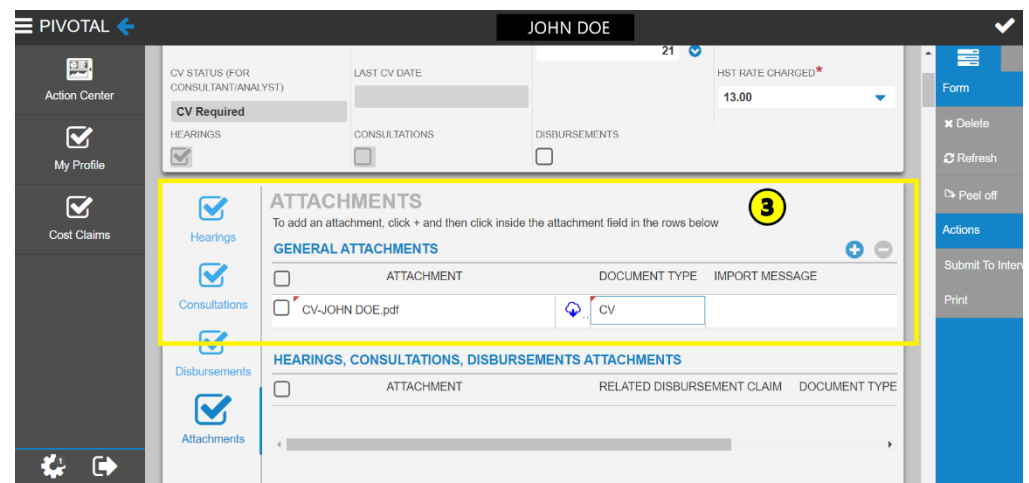 PIVOTAL
JOHN DOE
Action Center
My Profile
Cost Claims
1
21
CV STATUS (FOR
CONSULTANT/ANALYST)
LAST CV DATE
HST RATE CHARGED*
CV Required
13.00
HEARINGS
CONSULTATIONS
DISBURSEMENTS
Hearings
Consultations
Disbursements
Attachments
ATTACHMENTS
3
To add an attachment, click + and then click inside the attachment field in the rows below
GENERAL ATTACHMENTS
ATTACHMENT DOCUMENT TYPE IMPORT MESSAGE
CV-JOHN DOE.pdf .. CV
HEARINGS, CONSULTATIONS, DISBURSEMENTS ATTACHMENTS
ATTACHMENT RELATED DISBURSEMENT CLAIM DOCUMENT TYPE
Form
Delete
Refresh
Peel off
Actions
Submit To Interv
Print